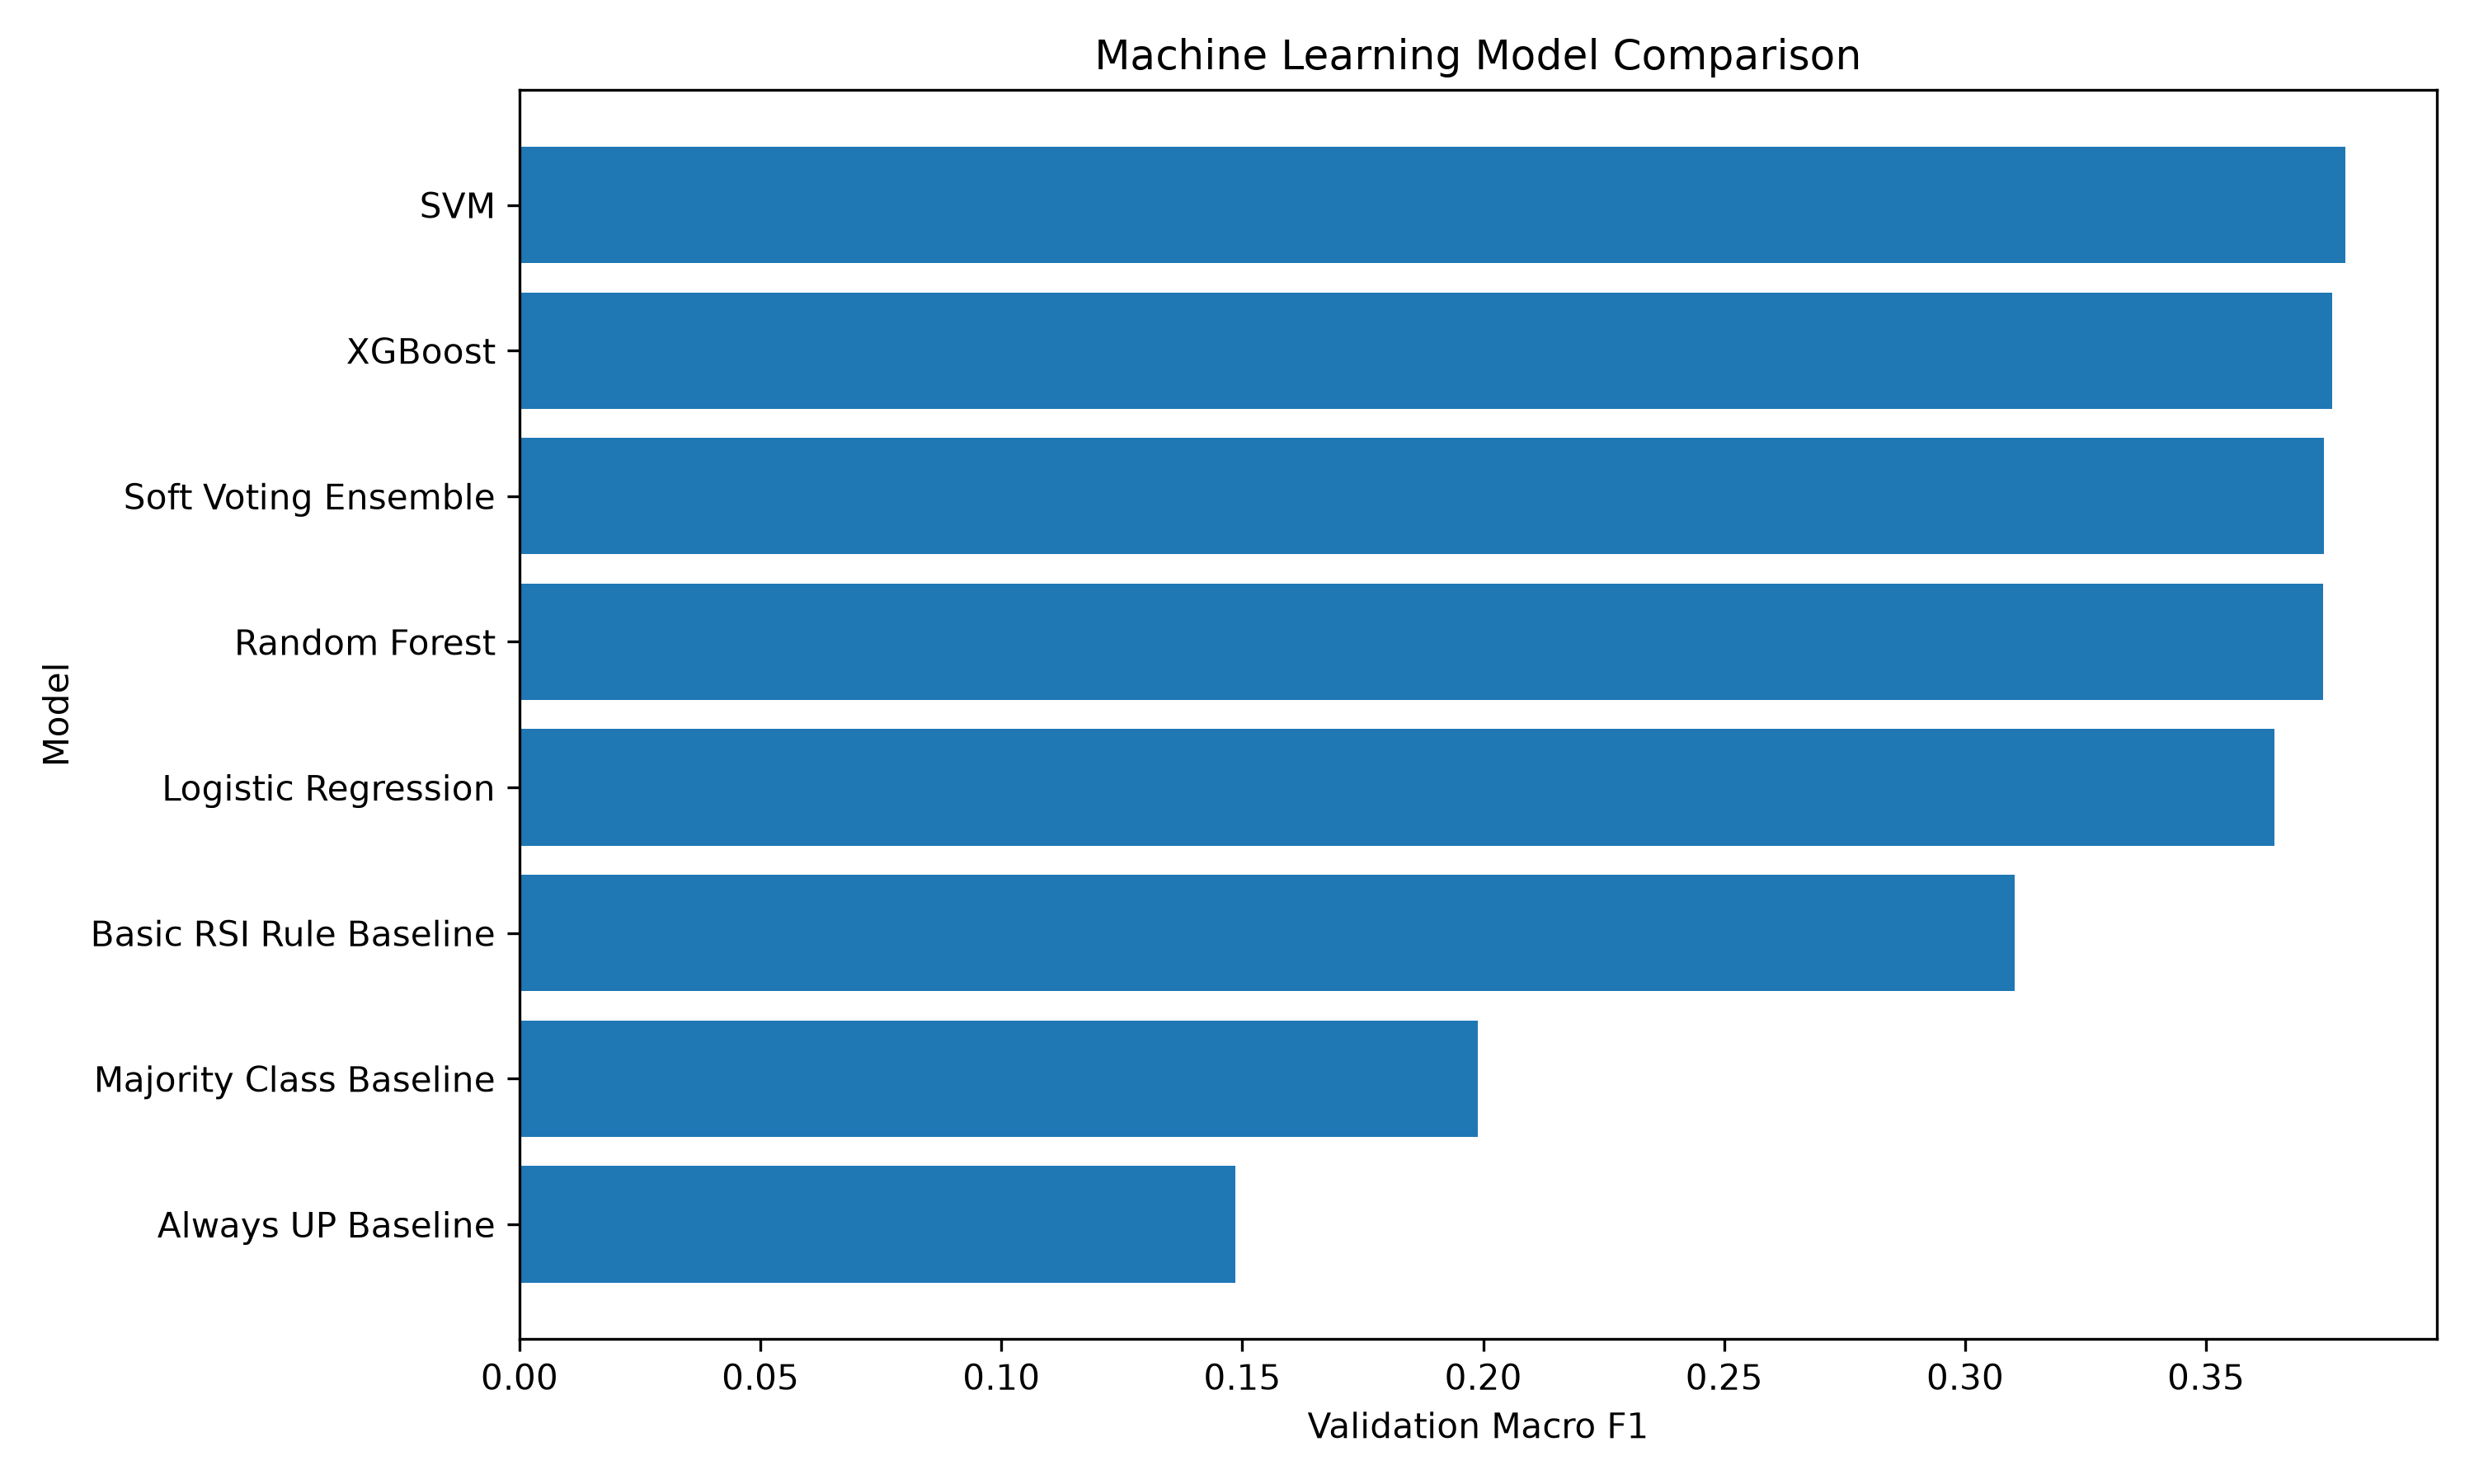 Machine Learning Model Comparison
SVM
XGBoost
Soft Voting Ensemble
Random Forest
Logistic Regression
Basic RSI Rule Baseline
Majority Class Baseline
Always UP Baseline
Model
0.00 0.05 0.10 0.15 0.20 0.25 0.30 0.35
Validation Macro F1